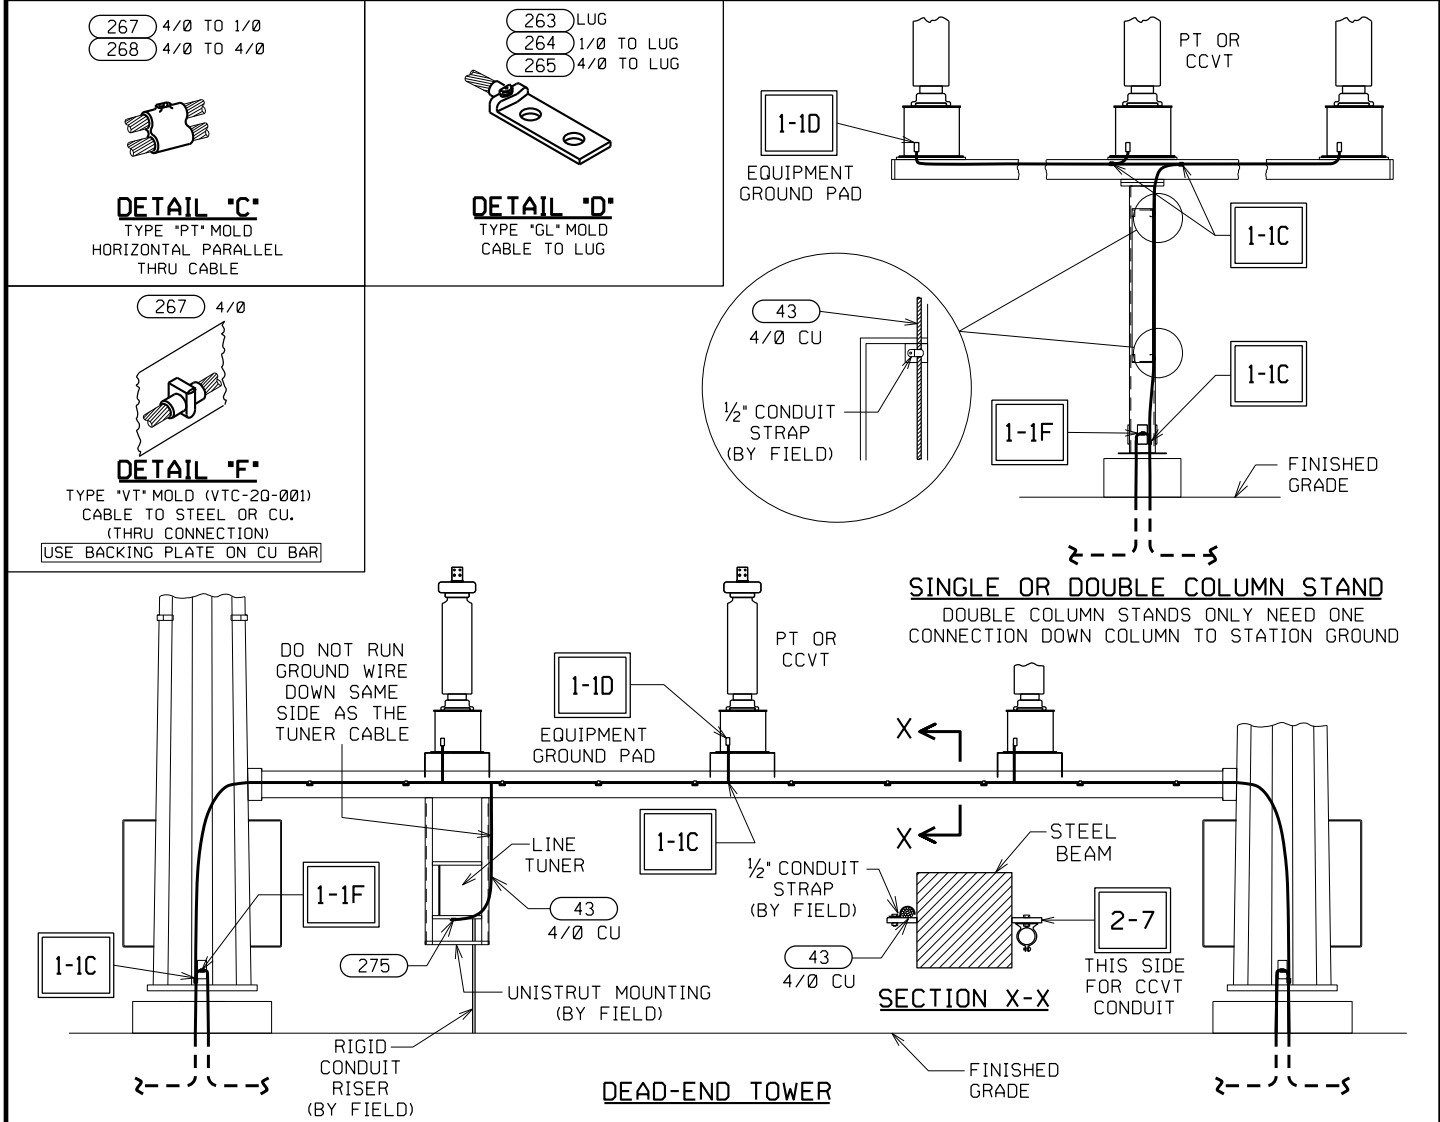 267 4/0 TO 1/0
268 4/0 TO 4/0
DETAIL "C"
TYPE "PT" MOLD
HORIZONTAL PARALLEL
THRU CABLE
263 LUG
264 1/0 TO LUG
265 4/0 TO LUG
DETAIL "D"
TYPE "GL" MOLD
CABLE TO LUG
267 4/0
DETAIL "F"
TYPE "VT" MOLD (VTC-2Q-001)
CABLE TO STEEL OR CU.
(THRU CONNECTION)
USE BACKING PLATE ON CU BAR
PT OR
CCVT
1-1D
EQUIPMENT
GROUND PAD
1-1C
43
4/0 CU
½" CONDUIT
STRAP
(BY FIELD)
1-1C
1-1F
FINISHED
GRADE
SINGLE OR DOUBLE COLUMN STAND
DOUBLE COLUMN STANDS ONLY NEED ONE
CONNECTION DOWN COLUMN TO STATION GROUND
DO NOT RUN
GROUND WIRE
DOWN SAME
SIDE AS THE
TUNER CABLE
1-1D
EQUIPMENT
GROUND PAD
PT OR
CCVT
X
X
1-1C
LINE
TUNER
43
4/0 CU
275
UNISTRUT MOUNTING
(BY FIELD)
1-1F
1-1C
RIGID
CONDUIT
RISER
(BY FIELD)
STEEL
BEAM
½" CONDUIT
STRAP
(BY FIELD)
43
4/0 CU
SECTION X-X
2-7
THIS SIDE
FOR CCVT
CONDUIT
FINISHED
GRADE
DEAD-END TOWER